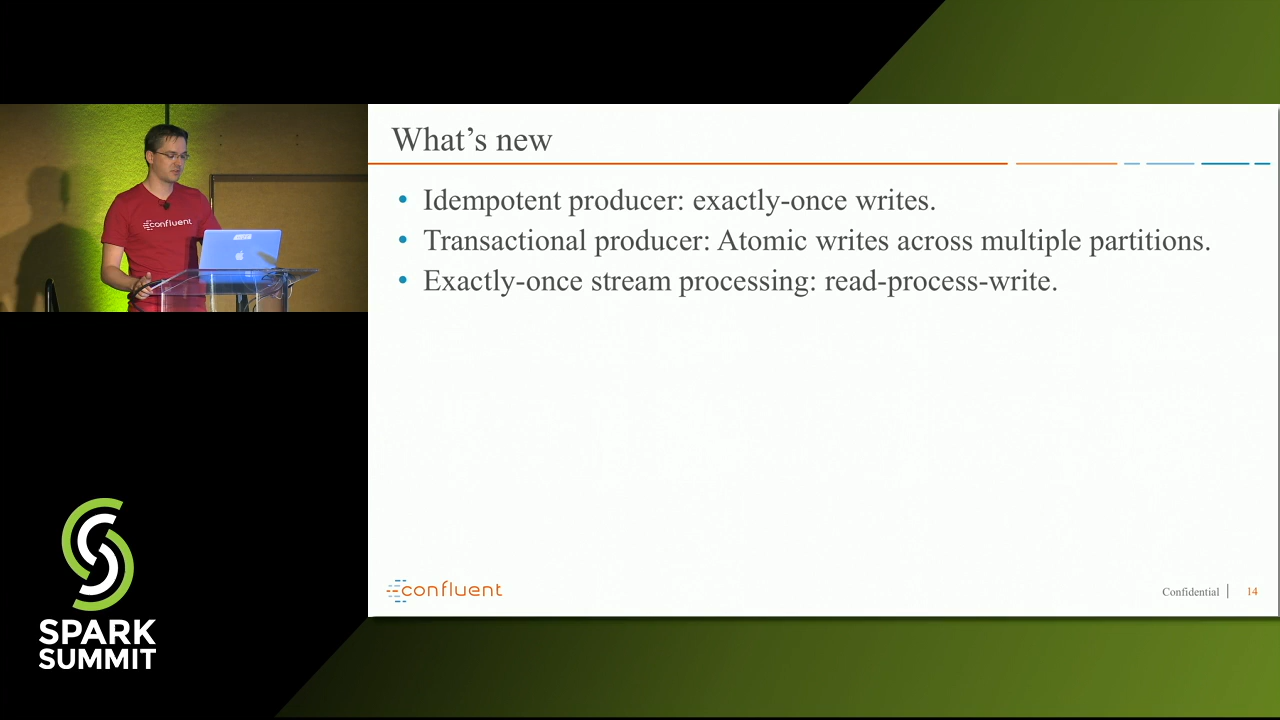 confluent
What's new
• Idempotent producer: exactly-once writes.
• Transactional producer: Atomic writes across multiple partitions.
• Exactly-once stream processing: read-process-write.
confluent
Confidential | 14
SPARK
SUMMIT